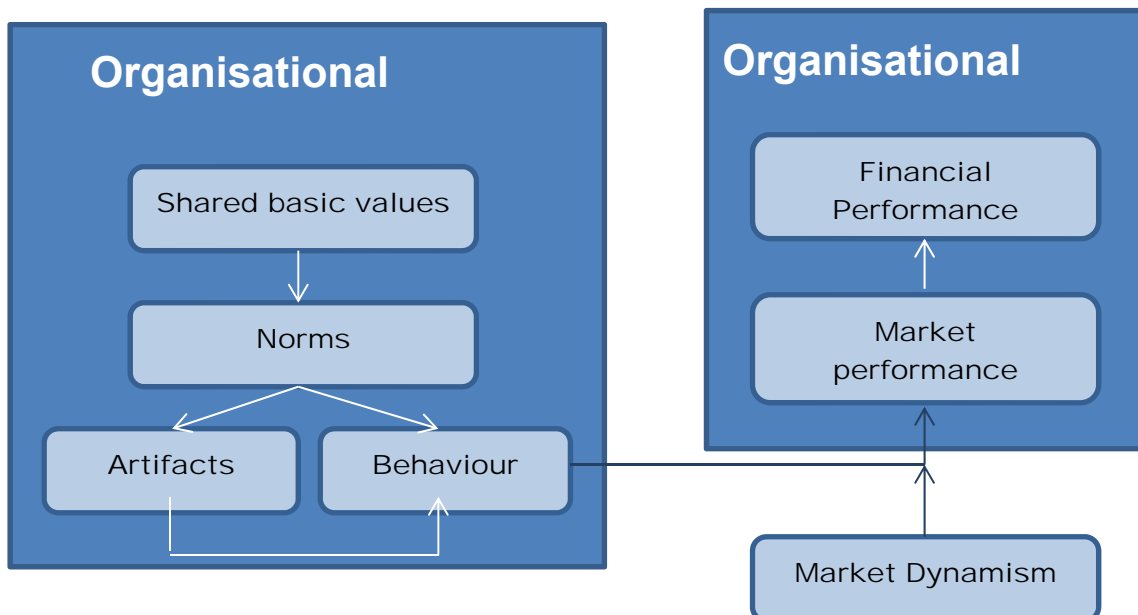 Organisational
Shared basic values
Norms
Artifacts
Behaviour
Organisational
Financial
Performance
Market
performance
Market Dynamism